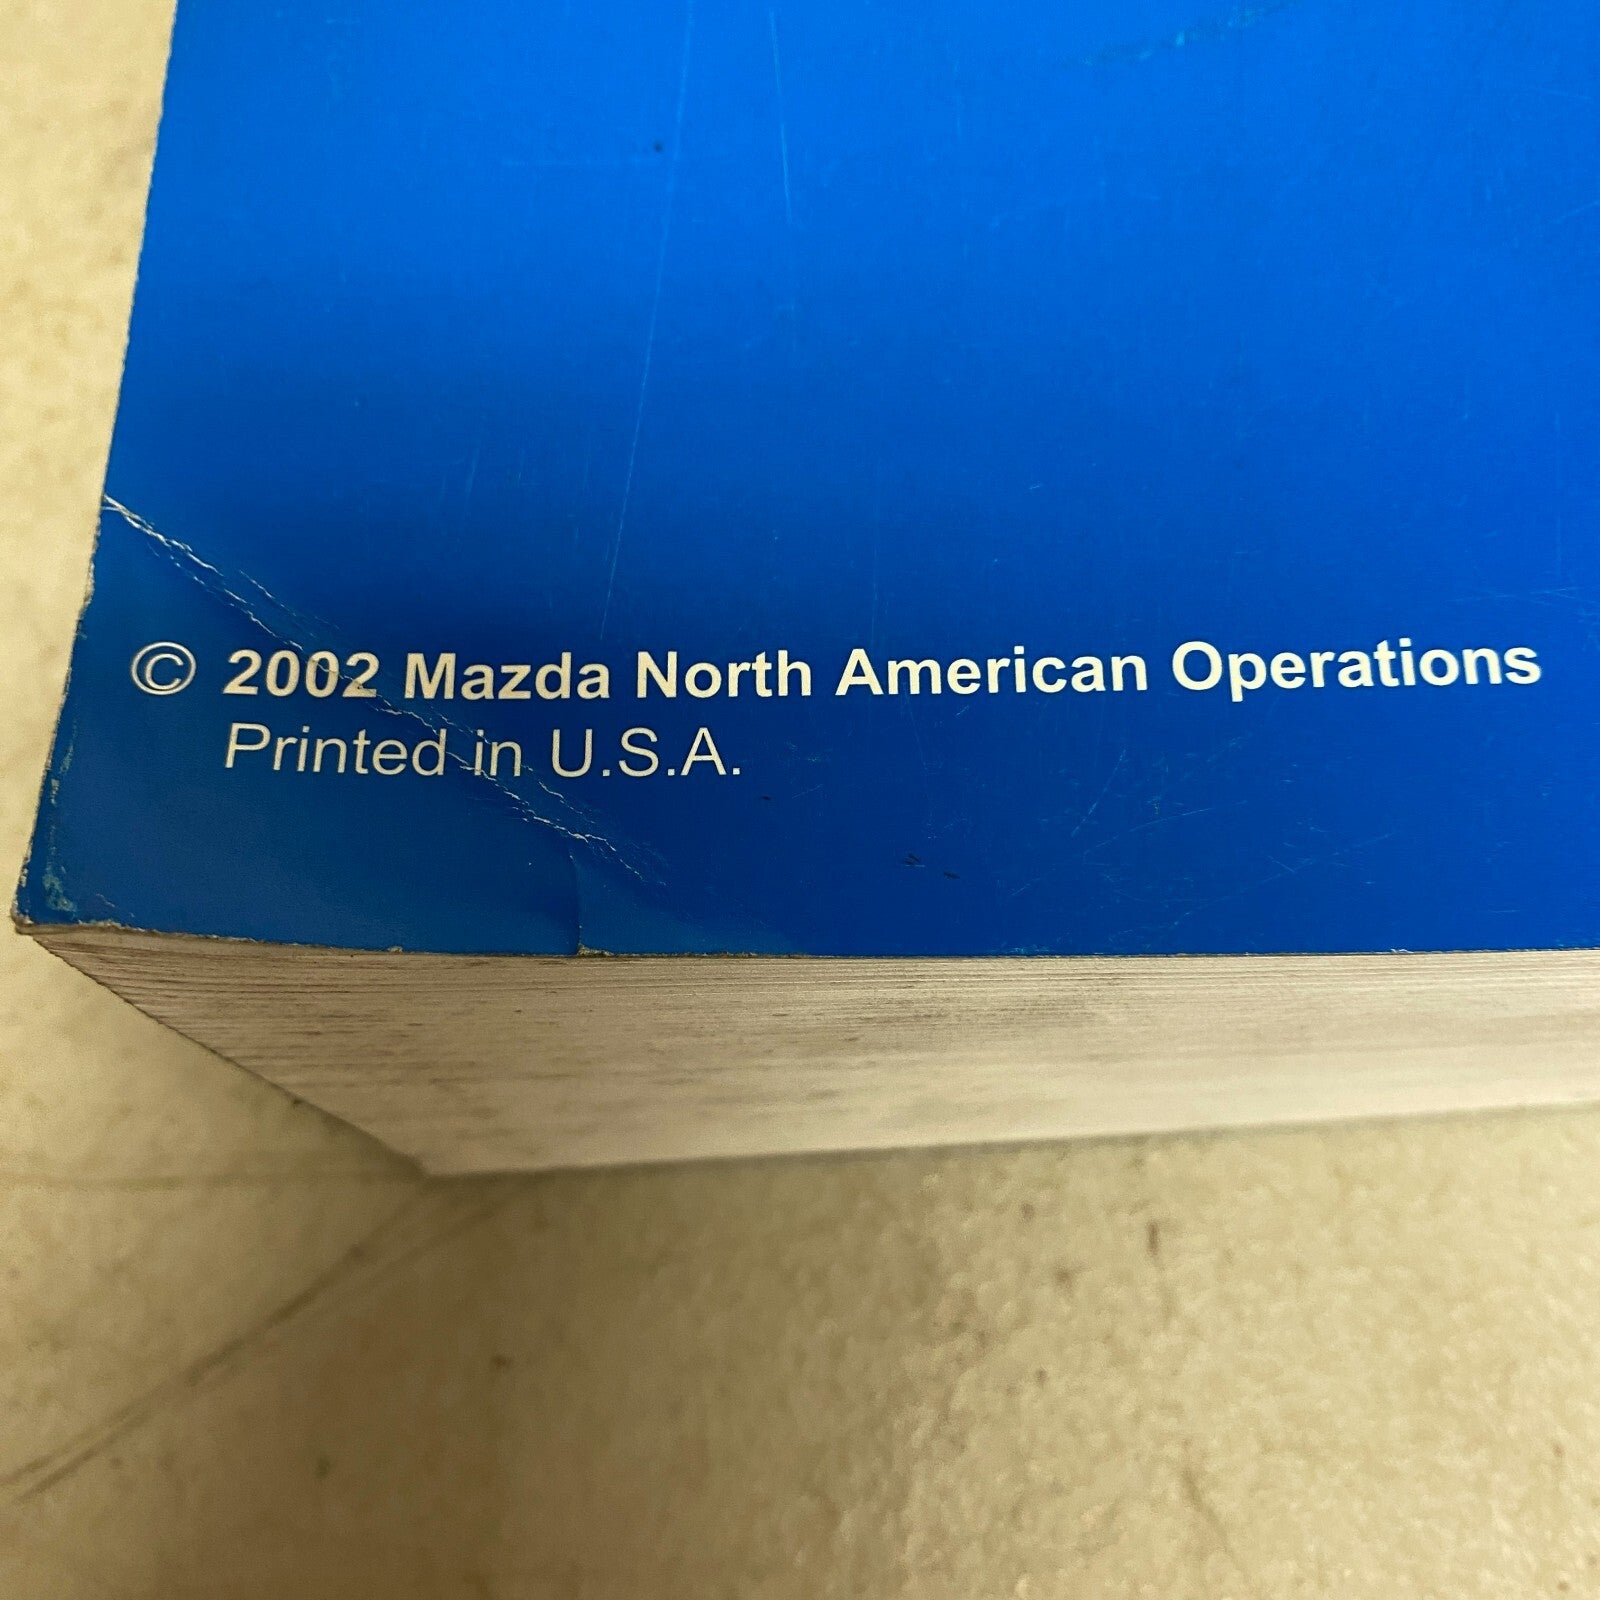 © 2002 Mazda North American Operations
Printed in U.S.A.